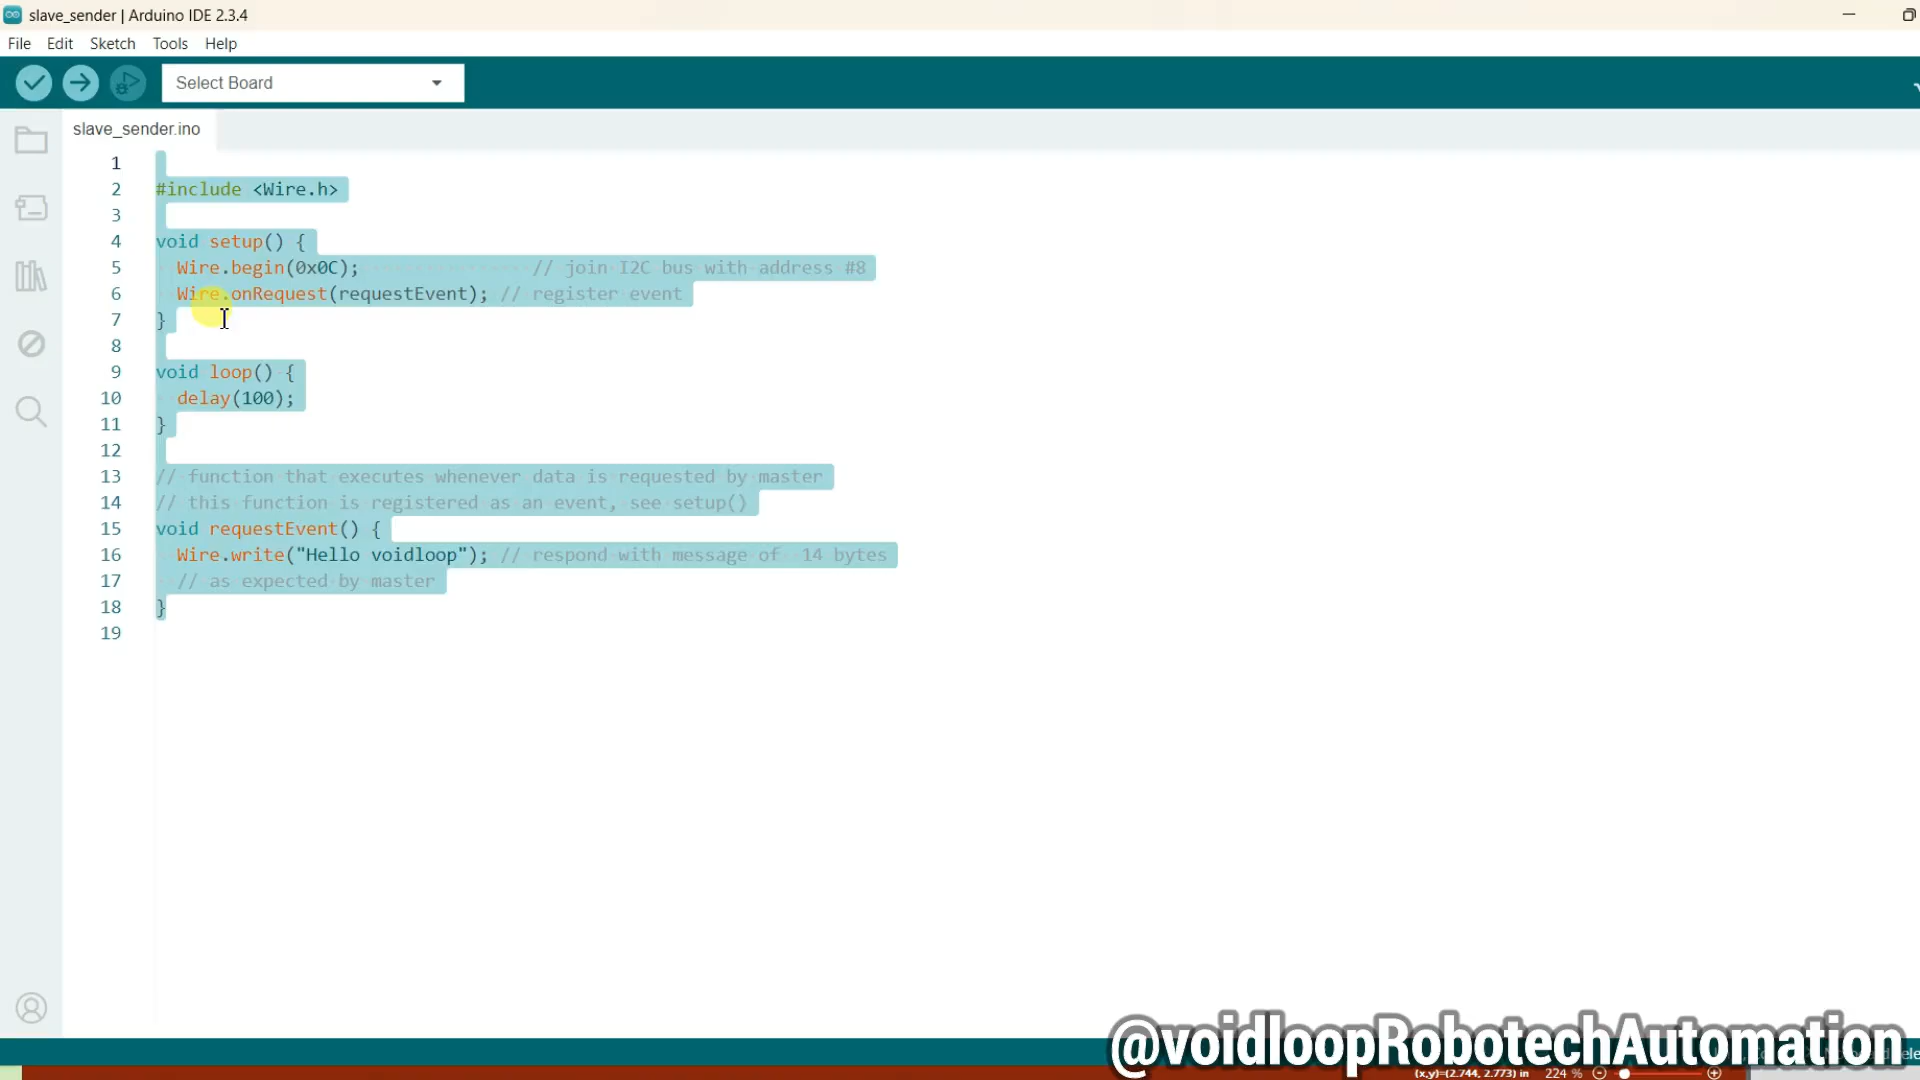 slave_sender | Arduino IDE 2.3.4
File Edit Sketch Tools Help
Select Board
slave_sender.ino
1
2 #include <Wire.h>
3
4 void setup() {
5 Wire.begin(0x0C); // join I2C bus with address #8
6 Wire.onRequest(requestEvent); // register event
7 }
8
9 void loop() {
10 delay(100);
11 }
12
13 // function that executes whenever data is requested by master
14 // this function is registered as an event, see setup()
15 void requestEvent() {
16 Wire.write("Hello voidloop"); // respond with message of  14 bytes
17 // as expected by master
18 }
19
@voidloopRobotechAutomation
(x,y)=(2.744, 2.773) in 224 %